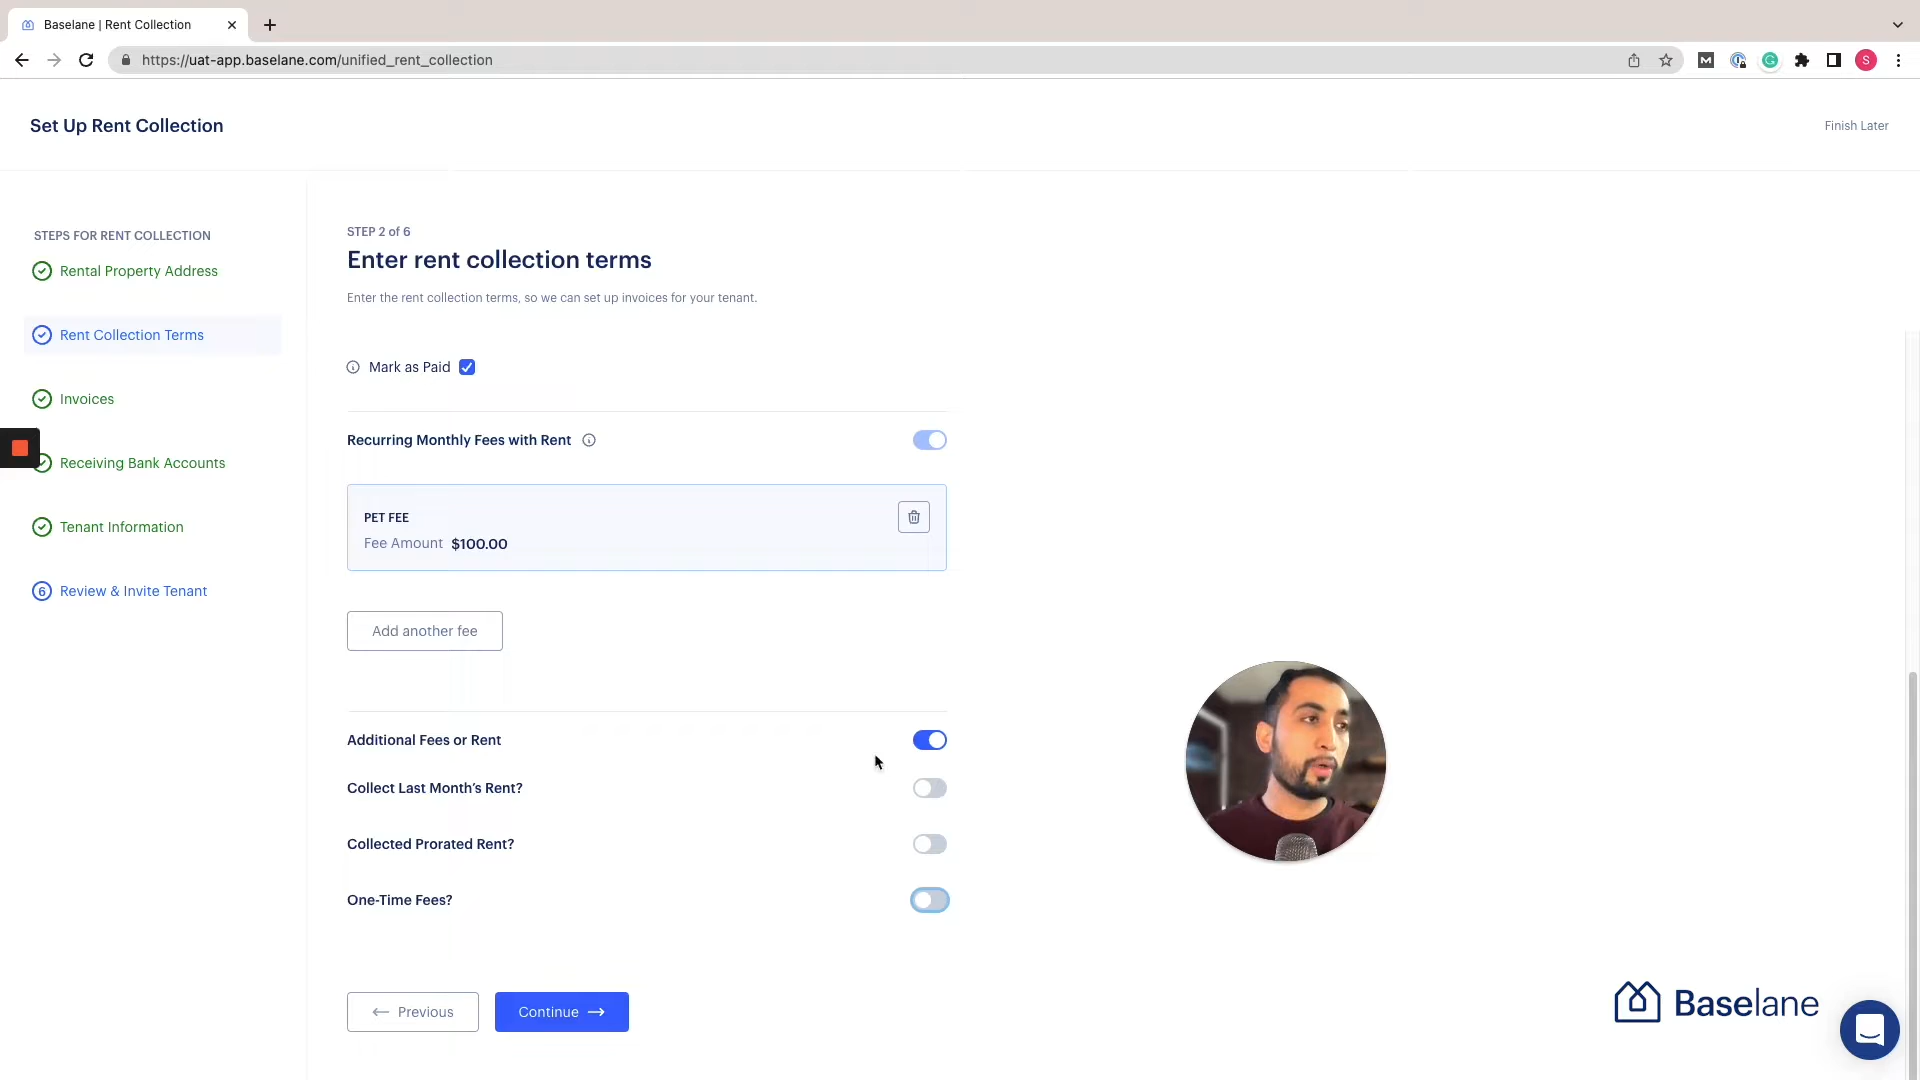 Baselane | Rent Collection
https://uat-app.baselane.com/unified_rent_collection
M
G
S
Set Up Rent Collection
Finish Later
STEPS FOR RENT COLLECTION
Rental Property Address
Rent Collection Terms
Invoices
Receiving Bank Accounts
Tenant Information
6 Review & Invite Tenant
STEP 2 of 6
Enter rent collection terms
Enter the rent collection terms, so we can set up invoices for your tenant.
Mark as Paid
Recurring Monthly Fees with Rent
PET FEE
Fee Amount $100.00
Add another fee
Additional Fees or Rent
Collect Last Month's Rent?
Collected Prorated Rent?
One-Time Fees?
Previous
Continue
Baselane